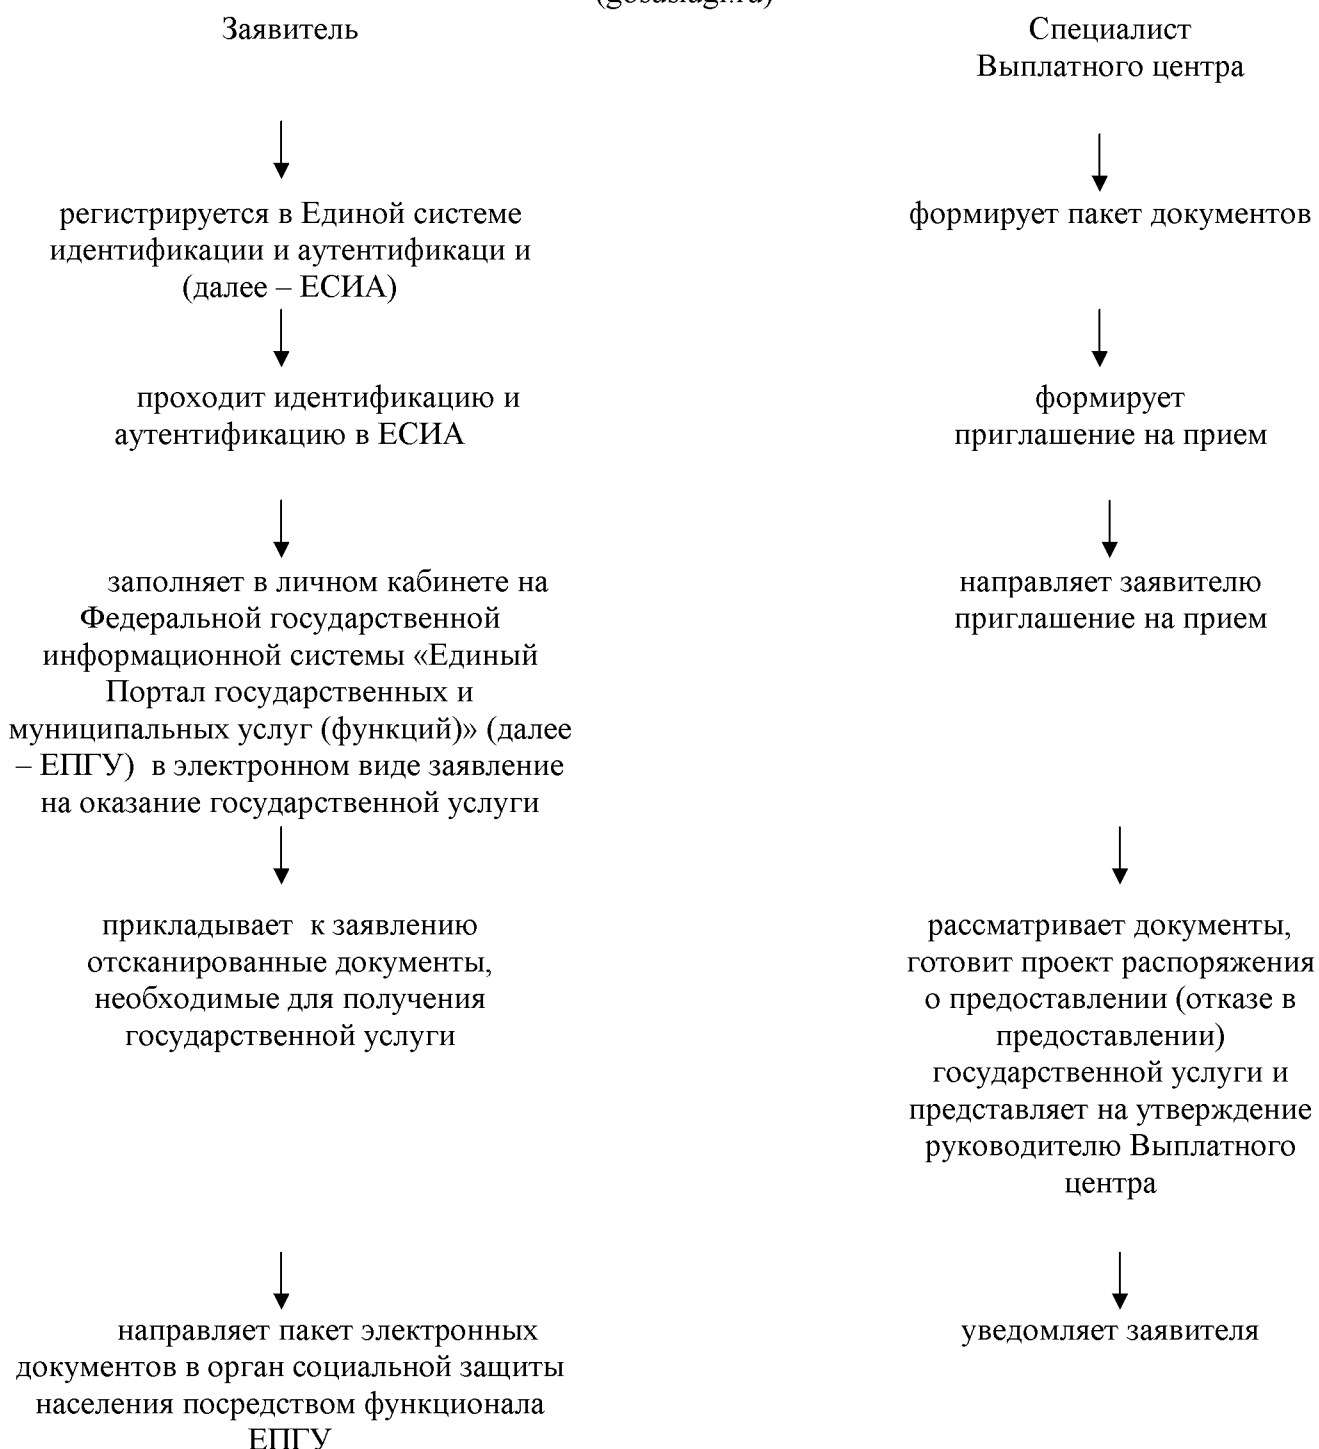 Заявитель
регистрируется в Единой системе
идентификации и аутентификаци и
(далее – ЕСИА)
проходит идентификацию и
аутентификацию в ЕСИА
заполняет в личном кабинете на
Федеральной государственной
информационной системы «Единый
Портал государственных и
муниципальных услуг (функций)» (далее
– ЕПГУ)  в электронном виде заявление
на оказание государственной услуги
прикладывает  к заявлению
отсканированные документы,
необходимые для получения
государственной услуги
направляет пакет электронных
документов в орган социальной защиты
населения посредством функционала
ЕПГУ
Специалист
Выплатного центра
формирует пакет документов
формирует
приглашение на прием
направляет заявителю
приглашение на прием
рассматривает документы,
готовит проект распоряжения
о предоставлении (отказе в
предоставлении)
государственной услуги и
представляет на утверждение
руководителю Выплатного
центра
уведомляет заявителя